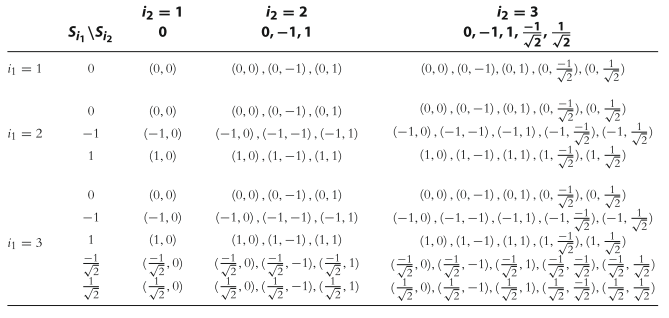 i₂ = 1 i₂ = 2 i₂ = 3
S_{i₁}\S_{i₂} 0 0, −1, 1 0, −1, 1, −1/√2, 1/√2
i₁ = 1 0 (0, 0) (0, 0) , (0, −1) , (0, 1) (0, 0) , (0, −1), (0, 1) , (0, −1/√2), (0, 1/√2)
0 (0, 0) (0, 0) , (0, −1) , (0, 1) (0, 0) , (0, −1) , (0, 1) , (0, −1/√2), (0, 1/√2)
i₁ = 2 −1 (−1, 0) (−1, 0) , (−1, −1) , (−1, 1) (−1, 0) , (−1, −1) , (−1, 1) , (−1, −1/√2), (−1, 1/√2)
1 (1, 0) (1, 0) , (1, −1) , (1, 1) (1, 0) , (1, −1) , (1, 1) , (1, −1/√2), (1, 1/√2)
0 (0, 0) (0, 0) , (0, −1) , (0, 1) (0, 0) , (0, −1) , (0, 1) , (0, −1/√2), (0, 1/√2)
−1 (−1, 0) (−1, 0) , (−1, −1) , (−1, 1) (−1, 0) , (−1, −1) , (−1, 1) , (−1, −1/√2), (−1, 1/√2)
i₁ = 3 1 (1, 0) (1, 0) , (1, −1) , (1, 1) (1, 0) , (1, −1) , (1, 1) , (1, −1/√2), (1, 1/√2)
−1/√2 (−1/√2, 0) (−1/√2, 0), (−1/√2, −1), (−1/√2, 1) (−1/√2, 0), (−1/√2, −1), (−1/√2, 1), (−1/√2, −1/√2), (−1/√2, 1/√2)
1/√2 (1/√2, 0) (1/√2, 0), (1/√2, −1), (1/√2, 1) (1/√2, 0), (1/√2, −1), (1/√2, 1), (1/√2, −1/√2), (1/√2, 1/√2)